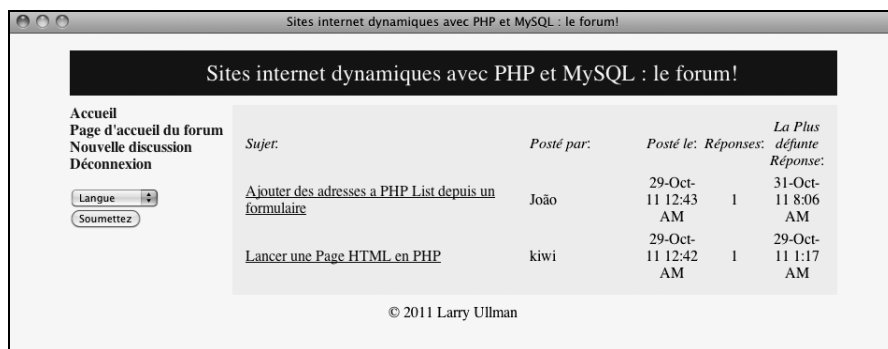 Sites internet dynamiques avec PHP et MySQL : le forum!
Sites internet dynamiques avec PHP et MySQL : le forum!
Accueil
Page d'accueil du forum
Nouvelle discussion
Déconnexion
Langue
Soumettez
Sujet:
Posté par:
Posté le:
Réponses:
La Plus
défunte
Réponse:
Ajouter des adresses a PHP List depuis un
formulaire
João
29-Oct-
11 12:43
AM
1
31-Oct-
11 8:06
AM
Lancer une Page HTML en PHP
kiwi
29-Oct-
11 12:42
AM
1
29-Oct-
11 1:17
AM
© 2011 Larry Ullman